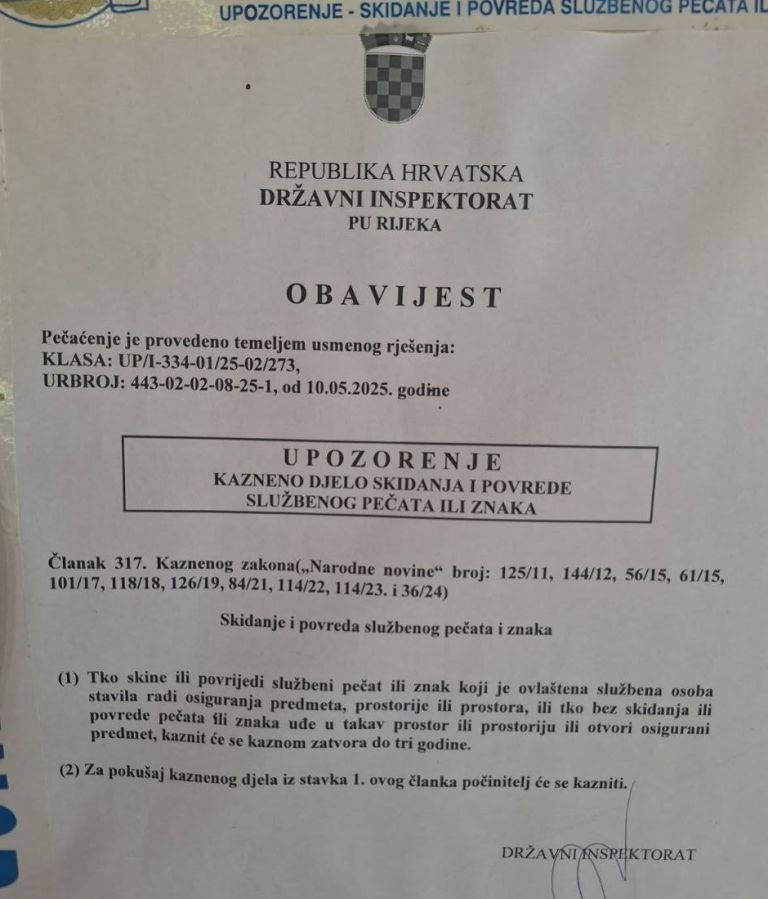 UPOZORENJE - SKIDANJE I POVREDA SLUŽBENOG PEČATA IL
REPUBLIKA HRVATSKA
DRŽAVNI INSPEKTORAT
PU RIJEKA
OBAVIJEST
Pečaćenje je provedeno temeljem usmenog rješenja:
KLASA: UP/I-334-01/25-02/273,
URBROJ: 443-02-02-08-25-1, od 10.05.2025. godine
UPOZORENJE
KAZNENO DJELO SKIDANJA I POVREDE
SLUŽBENOG PEČATA ILI ZNAKA
Članak 317. Kaznenog zakona(„Narodne novine“ broj: 125/11, 144/12, 56/15, 61/15,
101/17, 118/18, 126/19, 84/21, 114/22, 114/23. i 36/24)
Skidanje i povreda službenog pečata i znaka
(1) Tko skine ili povrijedi službeni pečat ili znak koji je ovlaštena službena osoba
stavila radi osiguranja predmeta, prostorije ili prostora, ili tko bez skidanja ili
povrede pečata ili znaka uđe u takav prostor ili prostoriju ili otvori osigurani
predmet, kaznit će se kaznom zatvora do tri godine.
(2) Za pokušaj kaznenog djela iz stavka 1. ovog članka počinitelj će se kazniti.
DRŽAVNI INSPEKTORAT